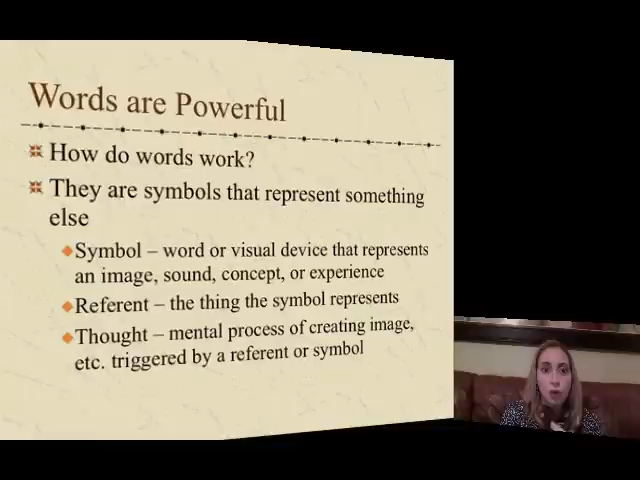 Words are Powerful
How do words work?
They are symbols that represent something
else
Symbol – word or visual device that represents
an image, sound, concept, or experience
Referent – the thing the symbol represents
Thought – mental process of creating image,
etc. triggered by a referent or symbol